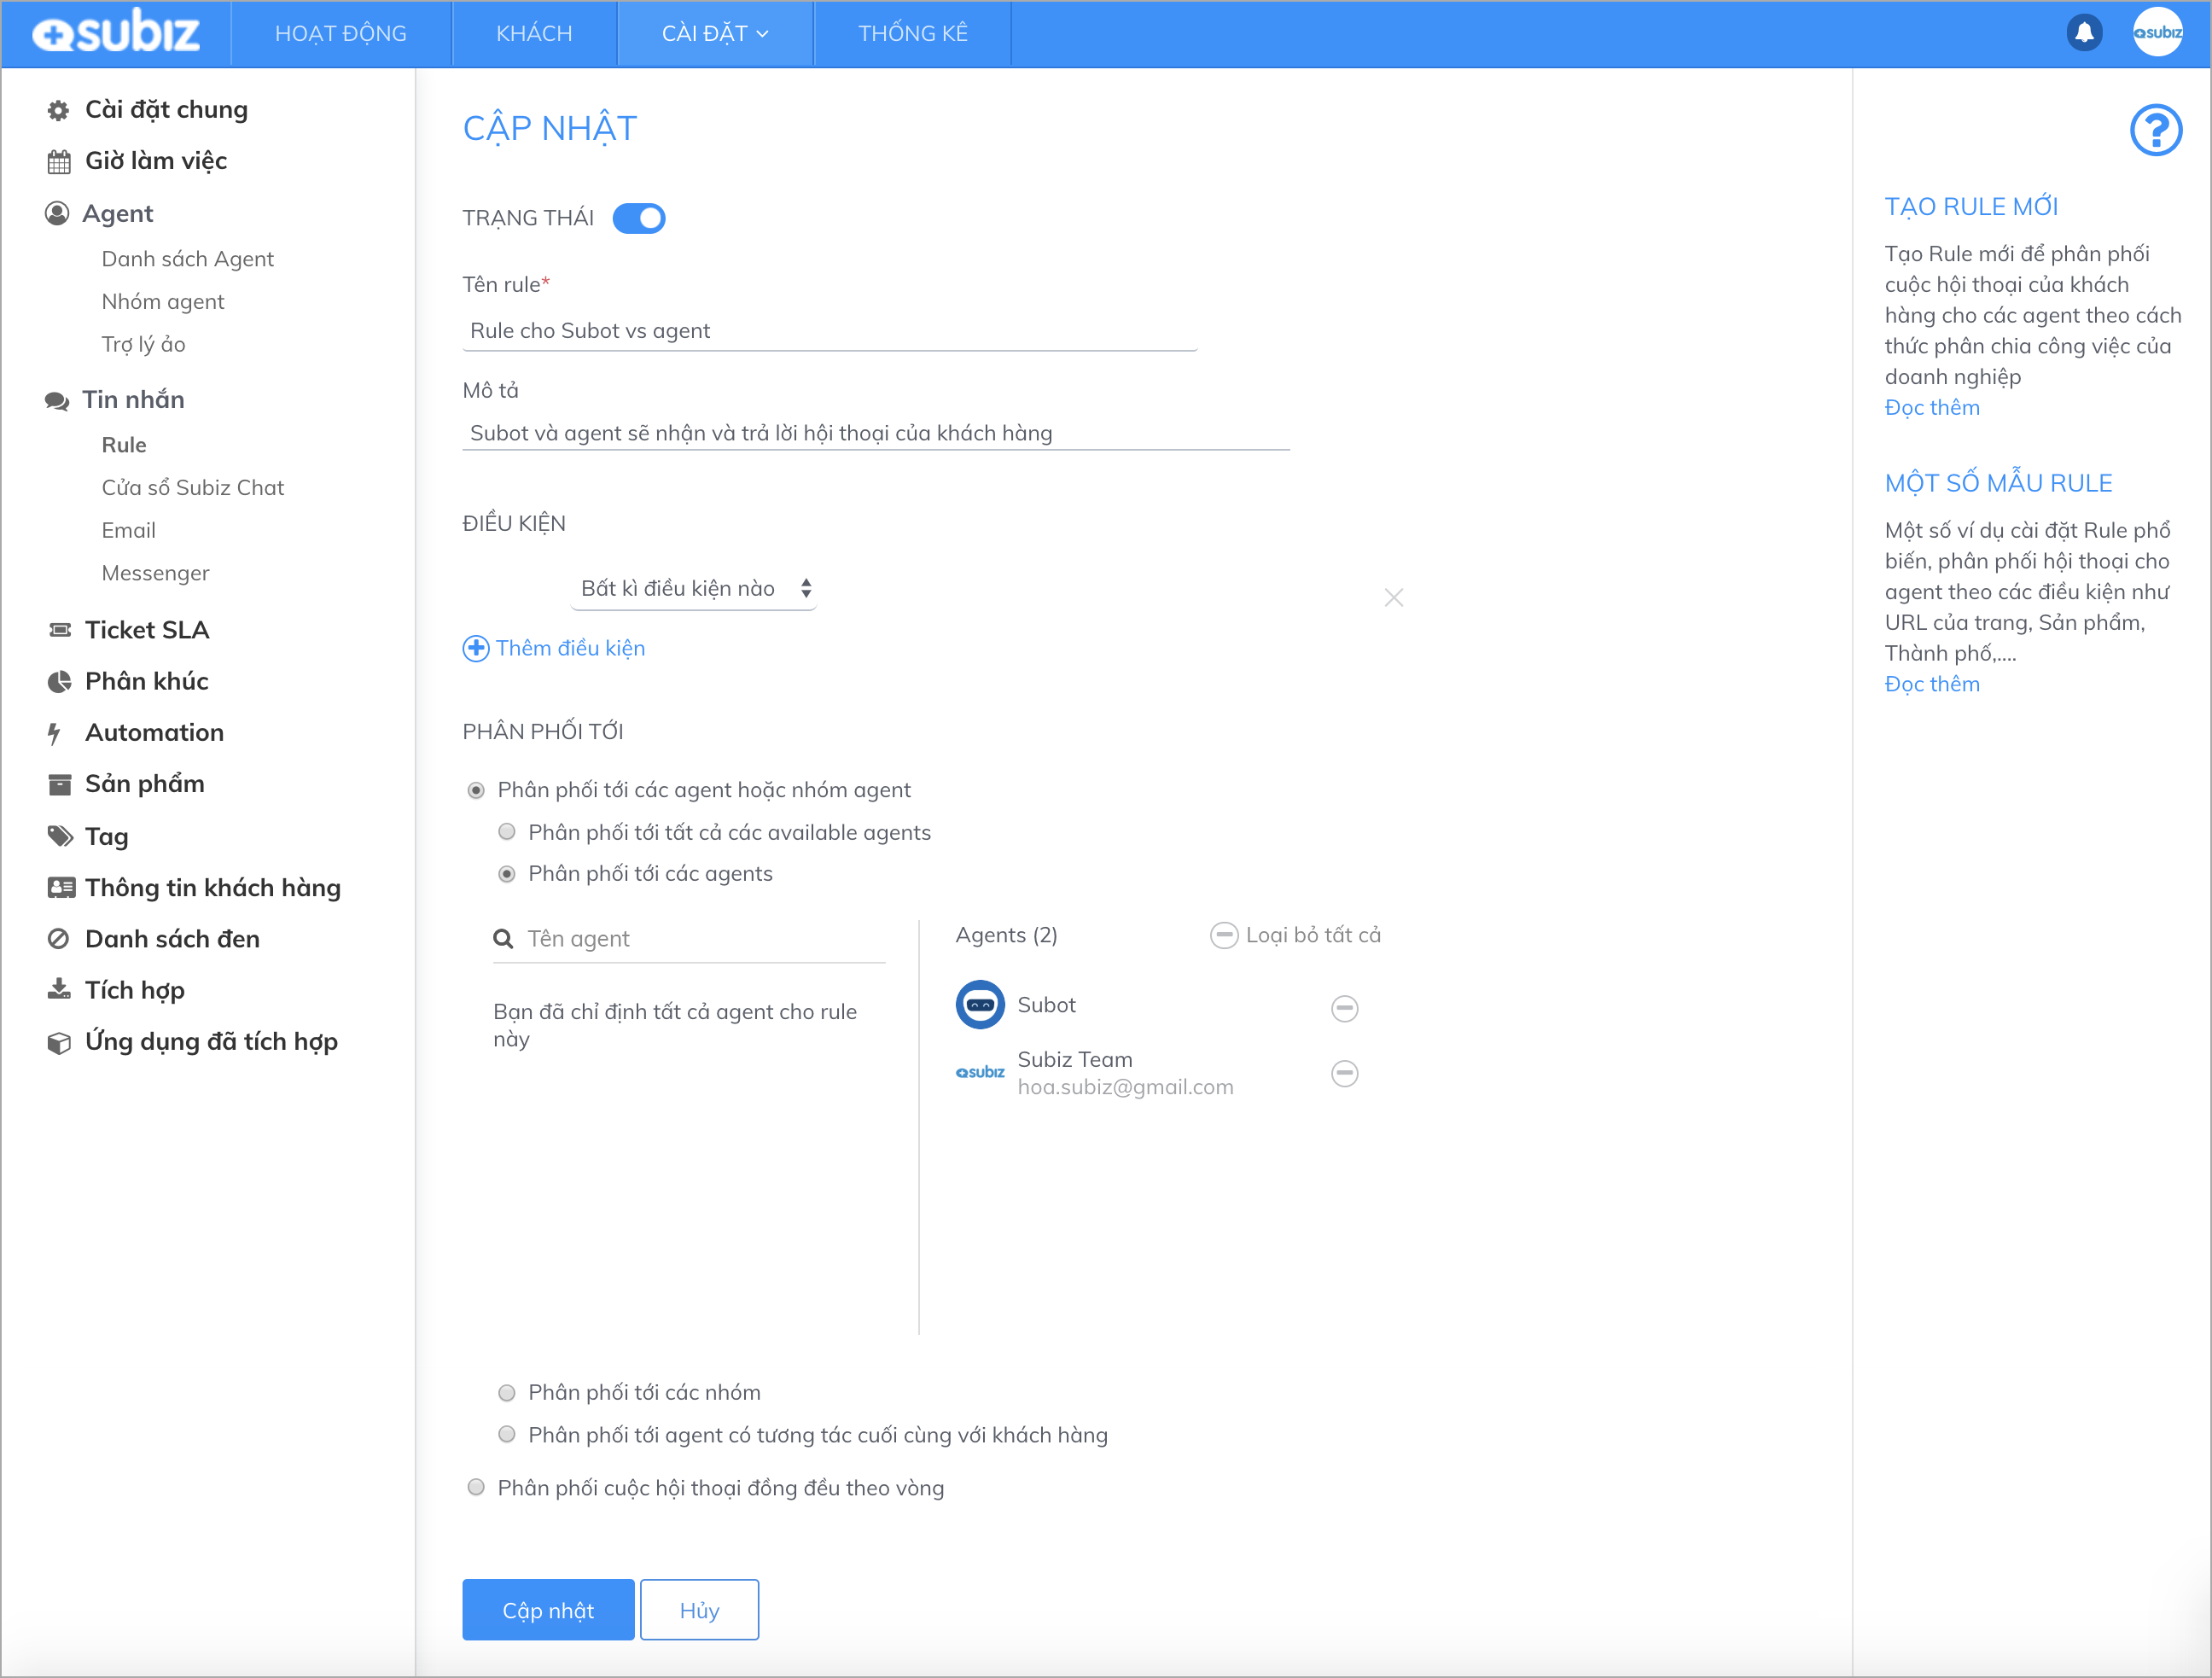 subiz
HOẠT ĐỘNG
KHÁCH
CÀI ĐẶT
THỐNG KÊ
subiz
Cài đặt chung
Giờ làm việc
Agent
Danh sách Agent
Nhóm agent
Trợ lý ảo
Tin nhắn
Rule
Cửa sổ Subiz Chat
Email
Messenger
Ticket SLA
Phân khúc
Automation
Sản phẩm
Tag
Thông tin khách hàng
Danh sách đen
Tích hợp
Ứng dụng đã tích hợp
CẬP NHẬT
TRẠNG THÁI
Tên rule*
Rule cho Subot vs agent
Mô tả
Subot và agent sẽ nhận và trả lời hội thoại của khách hàng
ĐIỀU KIỆN
Bất kì điều kiện nào
Thêm điều kiện
PHÂN PHỐI TỚI
Phân phối tới các agent hoặc nhóm agent
Phân phối tới tất cả các available agents
Phân phối tới các agents
Tên agent
Bạn đã chỉ định tất cả agent cho rule
này
Agents (2)
Loại bỏ tất cả
Subot
subiz
Subiz Team
hoa.subiz@gmail.com
Phân phối tới các nhóm
Phân phối tới agent có tương tác cuối cùng với khách hàng
Phân phối cuộc hội thoại đồng đều theo vòng
Cập nhật
Hủy
TẠO RULE MỚI
Tạo Rule mới để phân phối
cuộc hội thoại của khách
hàng cho các agent theo cách
thức phân chia công việc của
doanh nghiệp
Đọc thêm
MỘT SỐ MẪU RULE
Một số ví dụ cài đặt Rule phổ
biến, phân phối hội thoại cho
agent theo các điều kiện như
URL của trang, Sản phẩm,
Thành phố,....
Đọc thêm